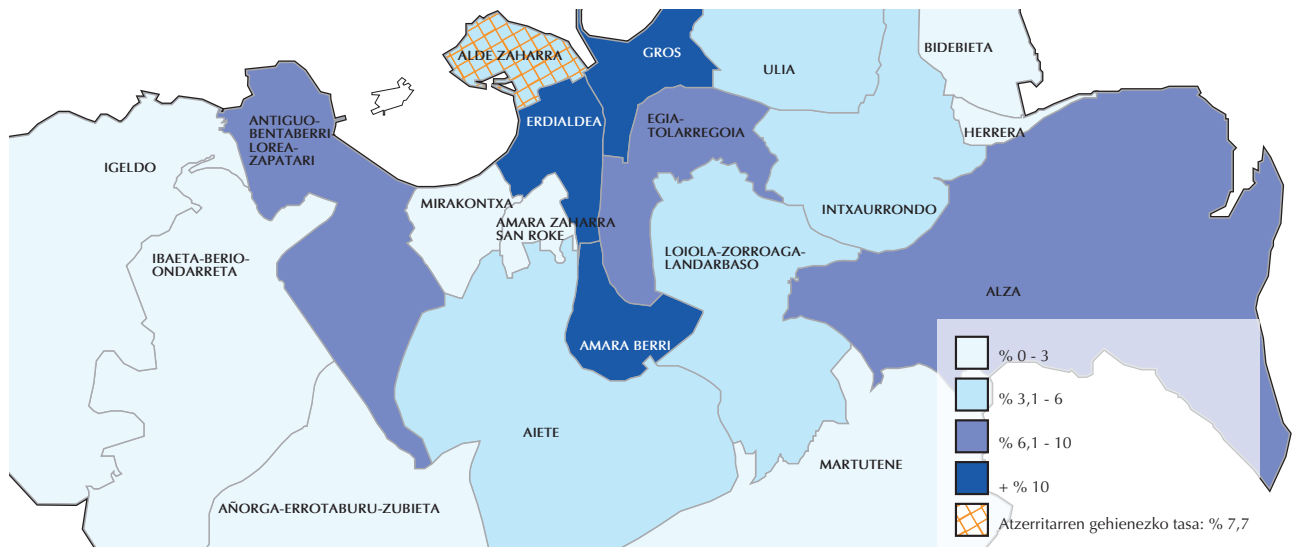 ALDE ZAHARRA
GROS
ULIA
BIDEBIETA
ANTIGUO-
BENTABERRI
LOREA-
ZAPATARI
ERDIALDEA
EGIA-
TOLARREGOIA
HERRERA
IGELDO
MIRAKONTXA
AMARA ZAHARRA
SAN ROKE
INTXAURRONDO
IBAETA-BERIO-
ONDARRETA
LOIOLA-ZORROAGA-
LANDARBASO
ALZA
AMARA BERRI
AIETE
MARTUTENE
AÑORGA-ERROTABURU-ZUBIETA
% 0 - 3
% 3,1 - 6
% 6,1 - 10
+ % 10
Atzerritarren gehienezko tasa: % 7,7